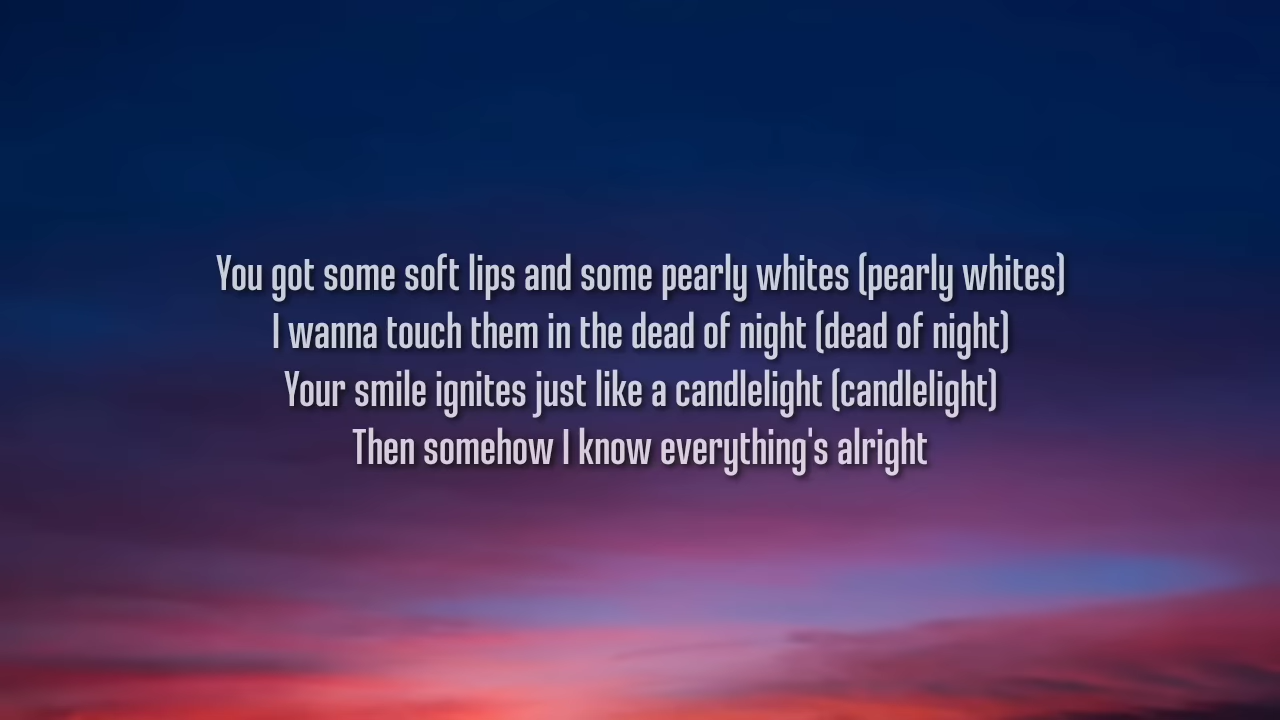 You got some soft lips and some pearly whites (pearly whites)
I wanna touch them in the dead of night (dead of night)
Your smile ignites just like a candlelight (candlelight)
Then somehow I know everything's alright